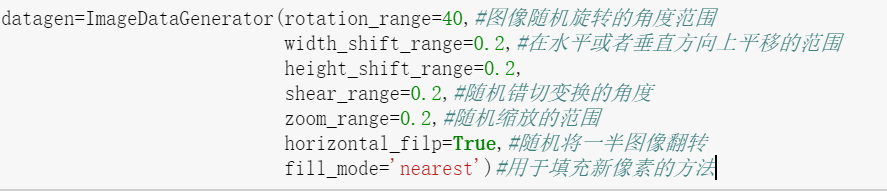 datagen=ImageDataGenerator(rotation_range=40,#图像随机旋转的角度范围
width_shift_range=0.2,#在水平或者垂直方向上平移的范围
height_shift_range=0.2,
shear_range=0.2,#随机错切变换的角度
zoom_range=0.2,#随机缩放的范围
horizontal_filp=True,#随机将一半图像翻转
fill_mode='nearest')#用于填充新像素的方法